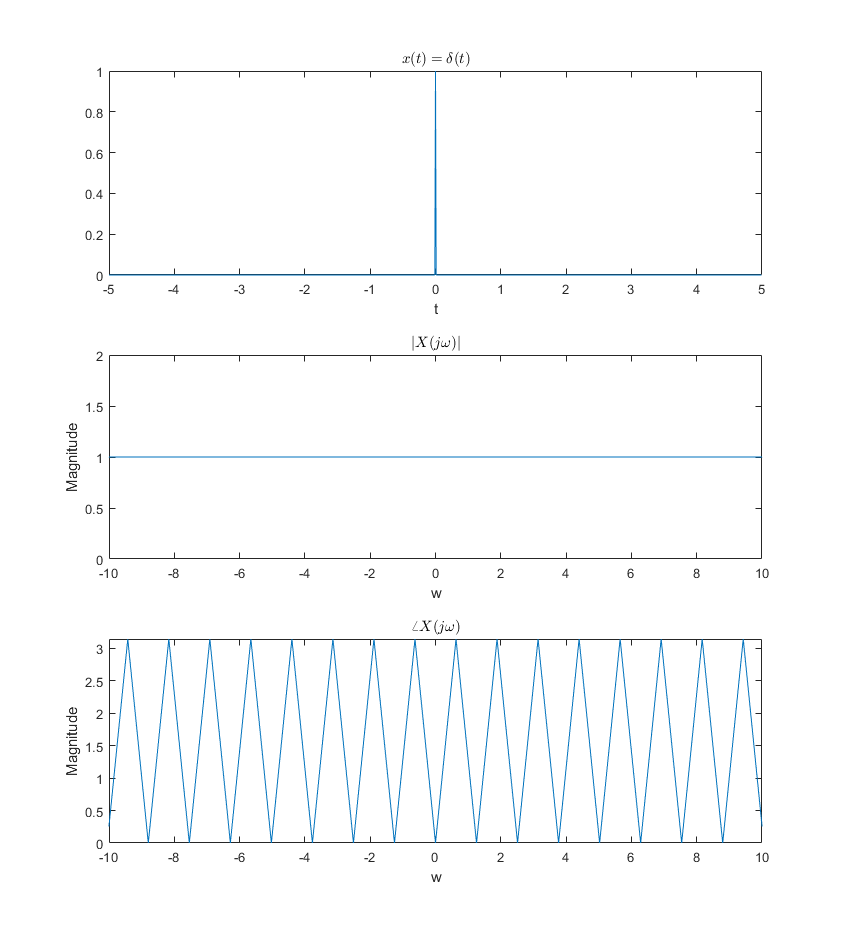 x(t) = δ(t)
1
0.8
0.6
0.4
0.2
0
-5 -4 -3 -2 -1 0 1 2 3 4 5
t
|X(jω)|
2
1.5
1
0.5
0
Magnitude
-10 -8 -6 -4 -2 0 2 4 6 8 10
w
∠X(jω)
3
2.5
2
1.5
1
0.5
0
Magnitude
-10 -8 -6 -4 -2 0 2 4 6 8 10
w